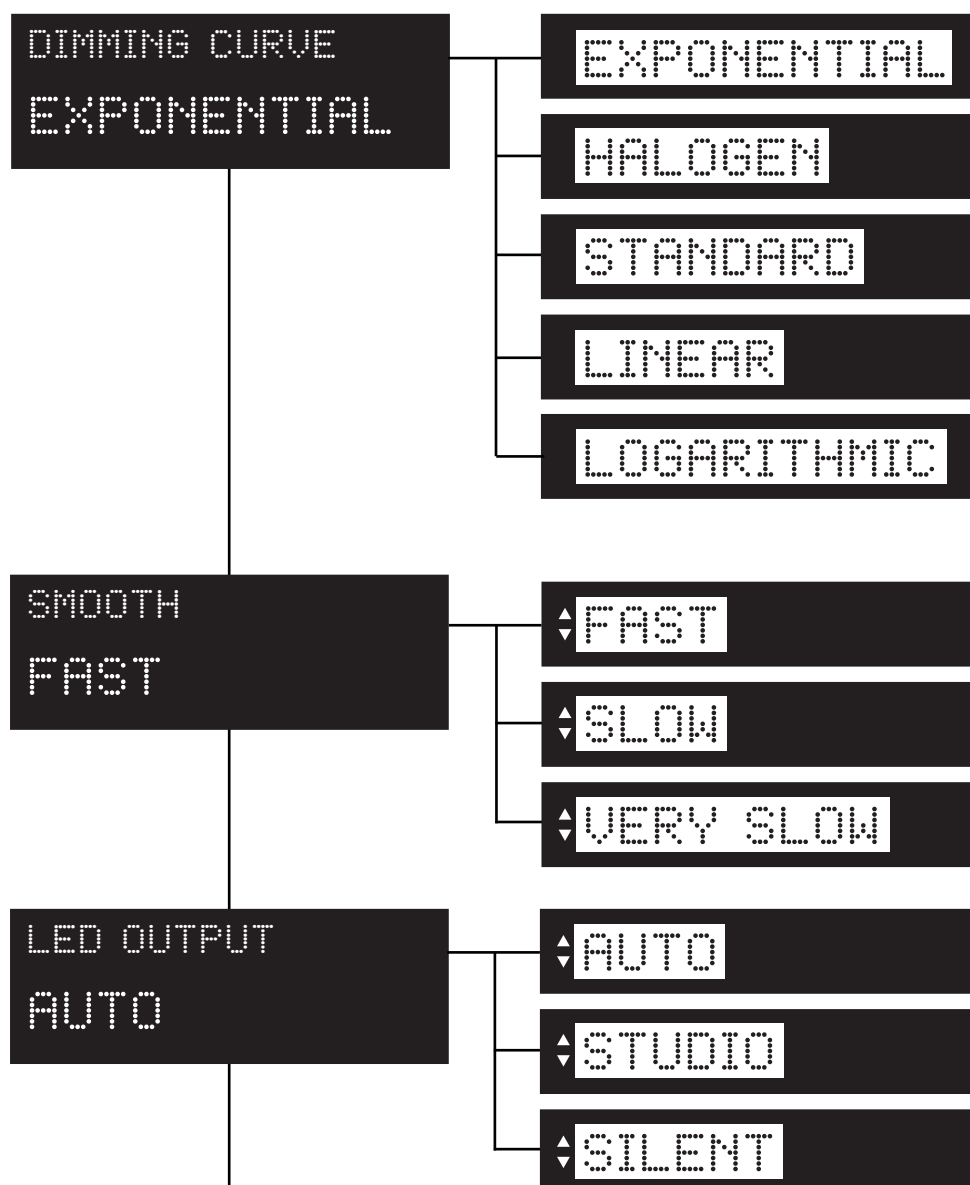 DIMMING CURVE
EXPONENTIAL
EXPONENTIAL
HALOGEN
STANDARD
LINEAR
LOGARITHMIC
SMOOTH
FAST
FAST
SLOW
VERY SLOW
LED OUTPUT
AUTO
AUTO
STUDIO
SILENT